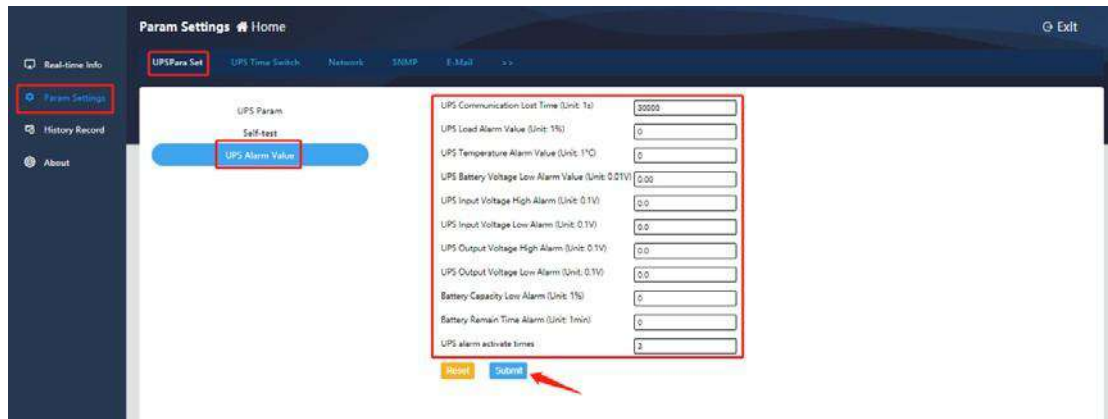 Param Settings Home
Exit
Real-time Info
Param Settings
History Record
About
UPSPara Set UPS Time Switch Network SNMP E-Mail >>
UPS Param
Self-test
UPS Alarm Value
UPS Communication Lost Time (Unit: 1s) 30000
UPS Load Alarm Value (Unit: 1%) 0
UPS Temperature Alarm Value (Unit: 1°C) 0
UPS Battery Voltage Low Alarm Value (Unit: 0.01V) 0.00
UPS Input Voltage High Alarm (Unit: 0.1V) 0.0
UPS Input Voltage Low Alarm (Unit: 0.1V) 0.0
UPS Output Voltage High Alarm (Unit: 0.1V) 0.0
UPS Output Voltage Low Alarm (Unit: 0.1V) 0.0
Battery Capacity Low Alarm (Unit: 1%) 0
Battery Remain Time Alarm (Unit: 1min) 0
UPS alarm activate times 3
Reset Submit